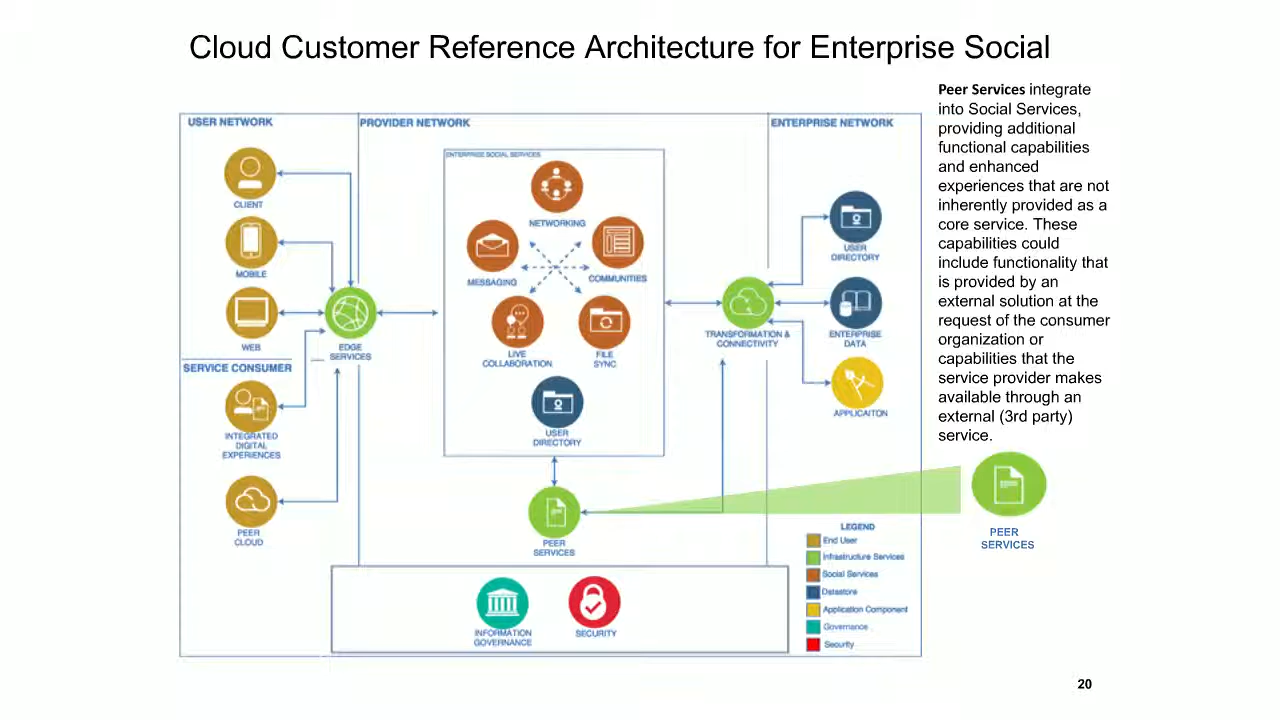 Cloud Customer Reference Architecture for Enterprise Social
USER NETWORK
PROVIDER NETWORK
ENTERPRISE NETWORK
CLIENT
MOBILE
WEB
SERVICE CONSUMER
INTEGRATED
DIGITAL
EXPERIENCES
PEER
CLOUD
EDGE
SERVICES
ENTERPRISE SOCIAL SERVICES
NETWORKING
MESSAGING
COMMUNITIES
LIVE
COLLABORATION
FILE
SYNC
USER
DIRECTORY
PEER
SERVICES
TRANSFORMATION &
CONNECTIVITY
USER
DIRECTORY
ENTERPRISE
DATA
APPLICAITON
INFORMATION
GOVERNANCE
SECURITY
LEGEND
End User
Infrastructure Services
Social Services
Datastore
Application Component
Governance
Security
Peer Services integrate
into Social Services,
providing additional
functional capabilities
and enhanced
experiences that are not
inherently provided as a
core service. These
capabilities could
include functionality that
is provided by an
external solution at the
request of the consumer
organization or
capabilities that the
service provider makes
available through an
external (3rd party)
service.
PEER
SERVICES
20